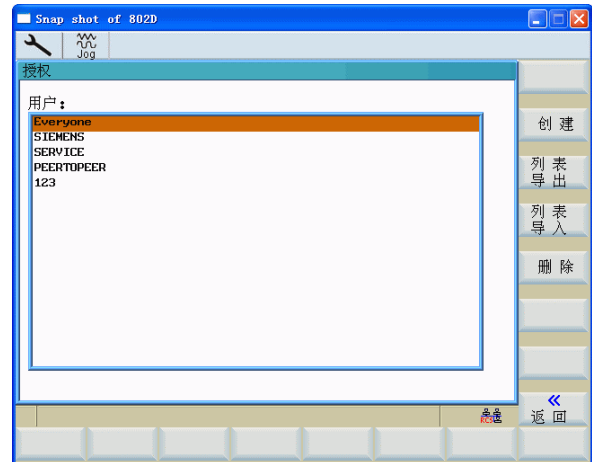 Snap shot of 802D
Jog
授权
用户：
Everyone
SIEMENS
SERVICE
PEERTOPEER
123
创建
列表
导出
列表
导入
删除
«
返回
RCS